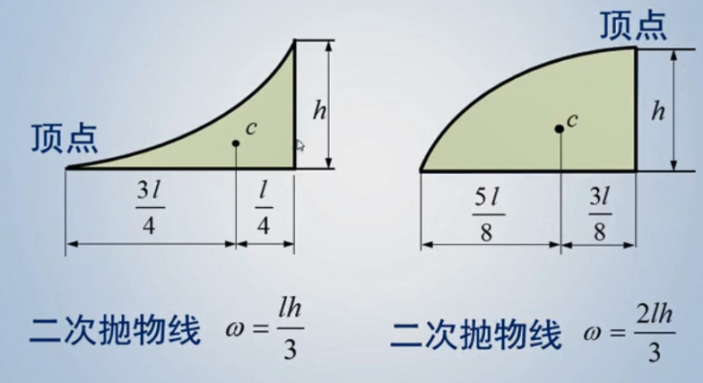 顶点
c
h
3l/4
l/4
二次抛物线 ω = lh/3
顶点
c
h
5l/8
3l/8
二次抛物线 ω = 2lh/3